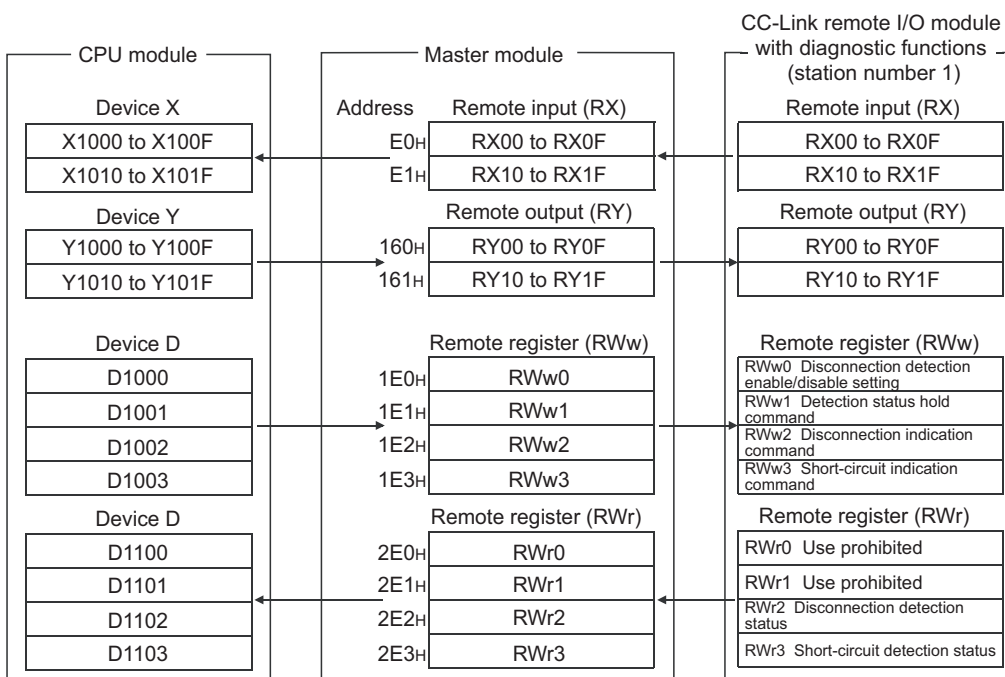 CC-Link remote I/O module
CPU module Master module with diagnostic functions
(station number 1)
Device X Address Remote input (RX) Remote input (RX)
X1000 to X100F E0H RX00 to RX0F RX00 to RX0F
X1010 to X101F E1H RX10 to RX1F RX10 to RX1F
Device Y Remote output (RY) Remote output (RY)
Y1000 to Y100F 160H RY00 to RY0F RY00 to RY0F
Y1010 to Y101F 161H RY10 to RY1F RY10 to RY1F
Device D Remote register (RWw) Remote register (RWw)
D1000 1E0H RWw0 RWw0 Disconnection detection
enable/disable setting
D1001 1E1H RWw1 RWw1 Detection status hold
command
D1002 1E2H RWw2 RWw2 Disconnection indication
command
D1003 1E3H RWw3 RWw3 Short-circuit indication
command
Device D Remote register (RWr) Remote register (RWr)
D1100 2E0H RWr0 RWr0 Use prohibited
D1101 2E1H RWr1 RWr1 Use prohibited
D1102 2E2H RWr2 RWr2 Disconnection detection
status
D1103 2E3H RWr3 RWr3 Short-circuit detection status